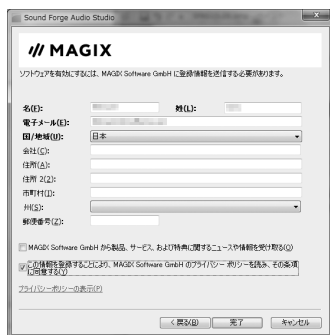 Sound Forge Audio Studio
MAGIX
ソフトウェアを有効にするには、MAGIX Software GmbH に登録情報を送信する必要があります。
名(F): 姓(L):
電子メール(E):
国/地域(U): 日本
会社(C):
住所(A):
住所 2(2):
市町村(I):
州(S):
郵便番号(Z):
MAGIX Software GmbH から製品、サービス、および特典に関するニュースや情報を受け取る(O)
この情報を登録することにより、MAGIX Software GmbH のプライバシー ポリシーを読み、その条項
に同意する(Y)
プライバシーポリシーの表示(P)
< 戻る(B) 完了 キャンセル